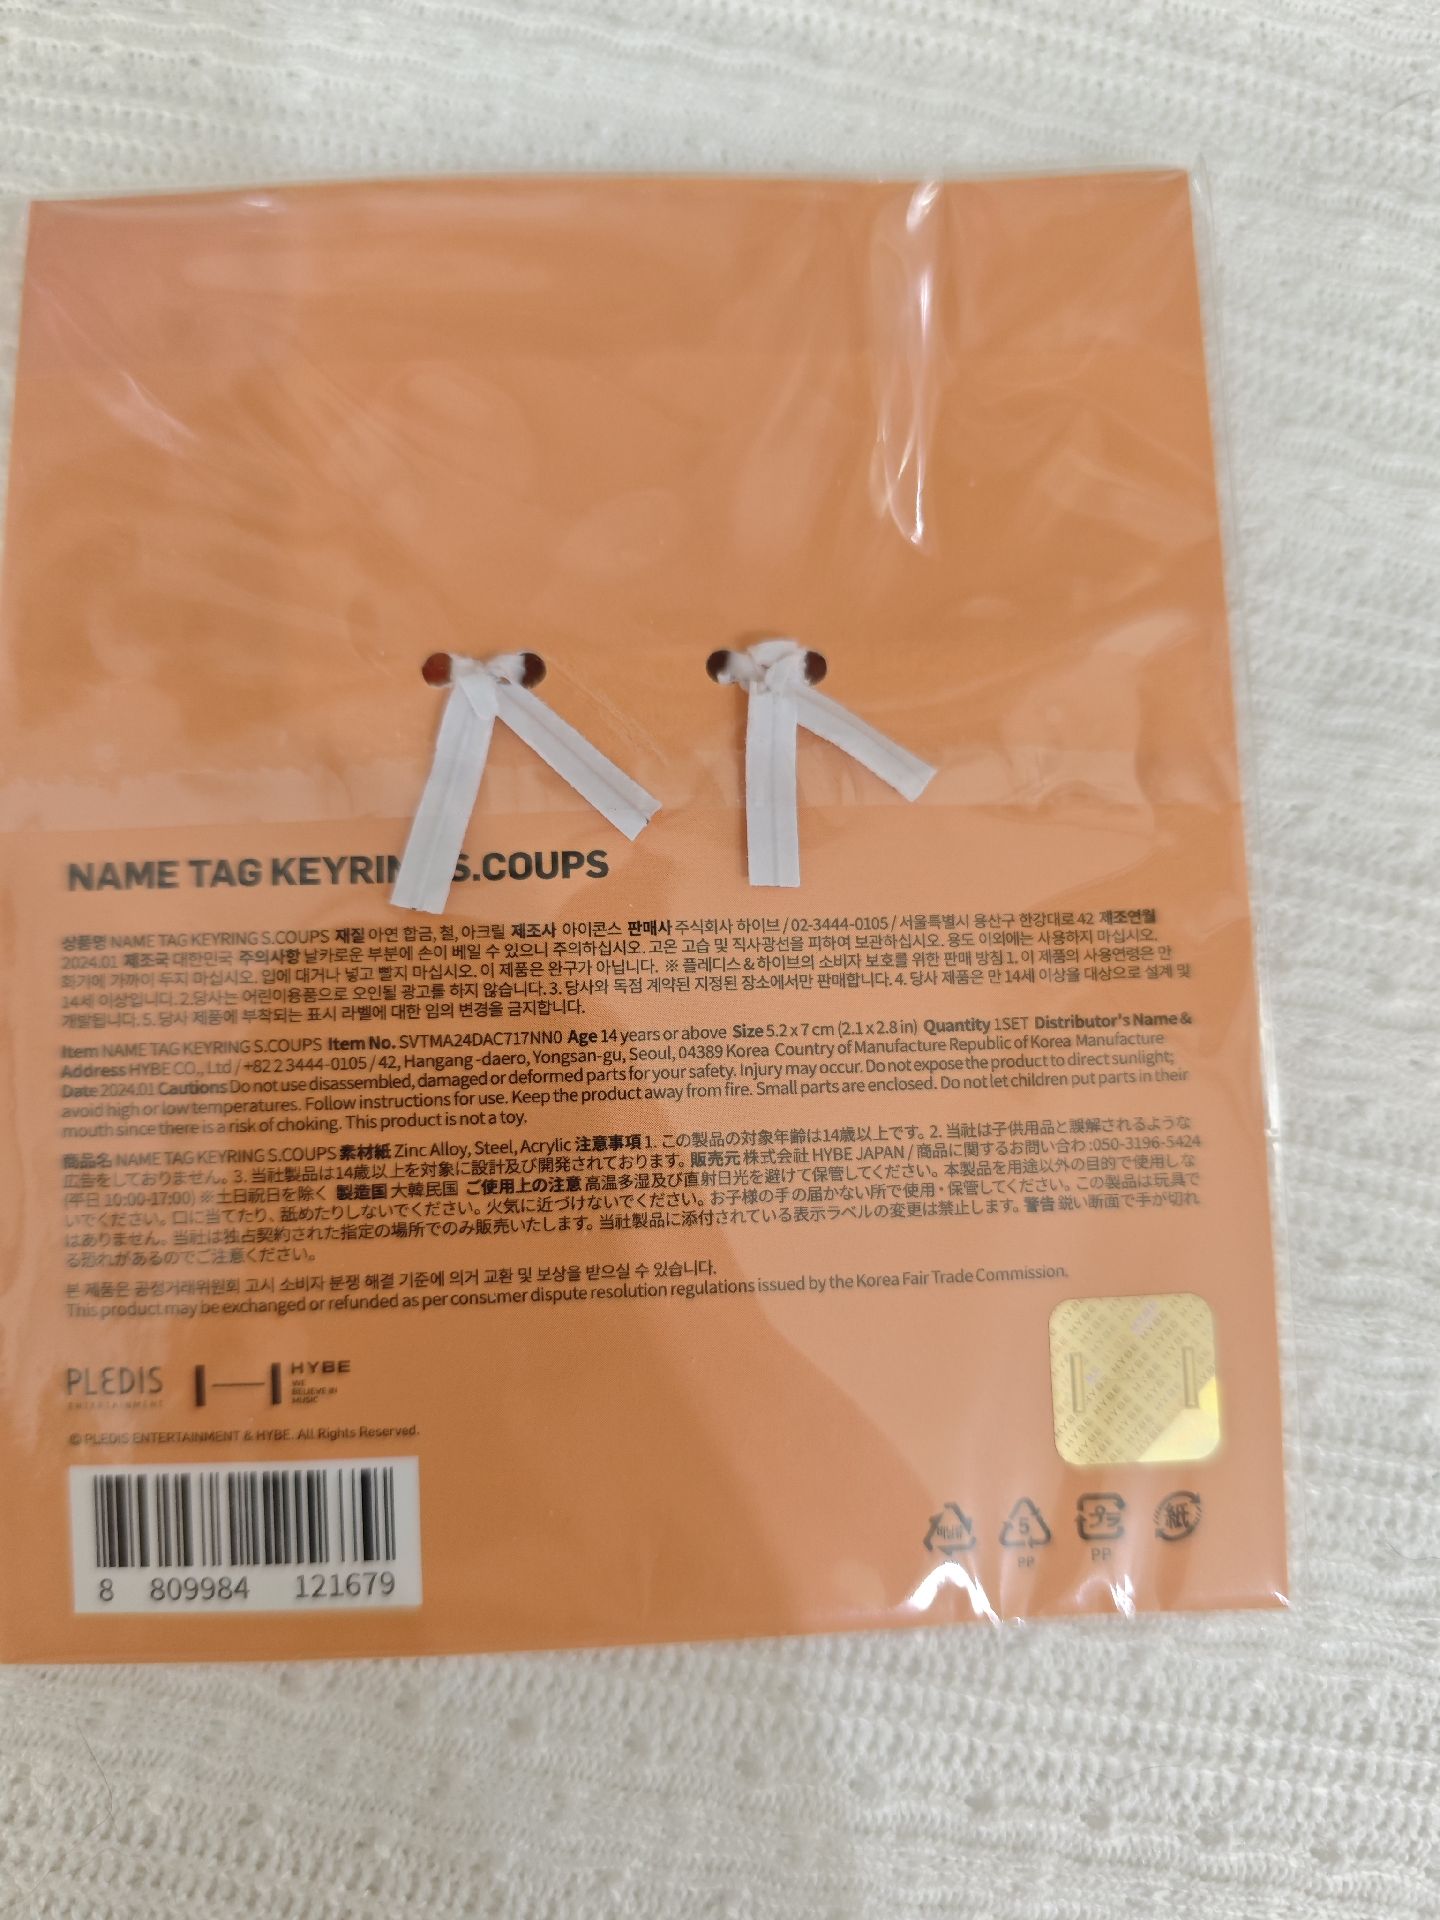 NAME TAG KEYRIN S.COUPS
상품명 NAME TAG KEYRING S.COUPS 재질 아연 합금, 철, 아크릴 제조사 아이콘스 판매사 주식회사 하이브 / 02-3444-0105 / 서울특별시 용산구 한강대로 42 제조연월
2024.01 제조국 대한민국 주의사항 날카로운 부분에 손이 베일 수 있으니 주의하십시오. 고온 고습 및 직사광선을 피하여 보관하십시오. 용도 이외에는 사용하지 마십시오.
화기에 가까이 두지 마십시오. 입에 대거나 넣고 빨지 마십시오. 이 제품은 완구가 아닙니다. ※ 플레디스 & 하이브의 소비자 보호를 위한 판매 방침 1. 이 제품의 사용연령은 만
14세 이상입니다. 2.당사는 어린이용품으로 오인될 광고를 하지 않습니다. 3. 당사와 독점 계약된 지정된 장소에서만 판매합니다. 4. 당사 제품은 만 14세 이상을 대상으로 설계 및
개발됩니다. 5. 당사 제품에 부착되는 표시 라벨에 대한 임의 변경을 금지합니다.
Item NAME TAG KEYRING S.COUPS Item No. SVTMA24DAC717NN0 Age 14 years or above Size 5.2 x 7 cm (2.1 x 2.8 in) Quantity 1SET Distributor's Name &
Address HYBE CO., Ltd / +82 2 3444-0105 / 42, Hangang -daero, Yongsan-gu, Seoul, 04389 Korea Country of Manufacture Republic of Korea Manufacture
Date 2024.01 Cautions Do not use disassembled, damaged or deformed parts for your safety. Injury may occur. Do not expose the product to direct sunlight;
avoid high or low temperatures. Follow instructions for use. Keep the product away from fire. Small parts are enclosed. Do not let children put parts in their
mouth since there is a risk of choking. This product is not a toy.
商品名 NAME TAG KEYRING S.COUPS 素材紙 Zinc Alloy, Steel, Acrylic 注意事項 1. この製品の対象年齢は14歳以上です。2. 当社は子供用品と誤解されるような
広告をしておりません。3. 当社製品は14歳以上を対象に設計及び開発されております。販売元 株式会社 HYBE JAPAN / 商品に関するお問い合わ :050-3196-5424
(平日 10:00-17:00) ※ 土日祝日を除く 製造国 大韓民国 ご使用上の注意 高温多湿及び直射日光を避けて保管してください。本製品を用途以外の目的で使用しな
いでください。口に当てたり、舐めたりしないでください。火気に近づけないでください。お子様の手の届かない所で使用・保管してください。この製品は玩具で
はありません。当社は独占契約された指定の場所でのみ販売いたします。当社製品に添付されている表示ラベルの変更は禁止します。警告 鋭い断面で手が切れ
る恐れがあるのでご注意ください。
본 제품은 공정거래위원회 고시 소비자 분쟁 해결 기준에 의거 교환 및 보상을 받으실 수 있습니다.
This product may be exchanged or refunded as per consumer dispute resolution regulations issued by the Korea Fair Trade Commission.
PLEDIS
ENTERTAINMENT
HYBE
WE
BELIEVE IN
MUSIC
© PLEDIS ENTERTAINMENT & HYBE. All Rights Reserved.
8 809984 121679
5
PP
プラ
PP
紙
HYBE HYBE HYBE